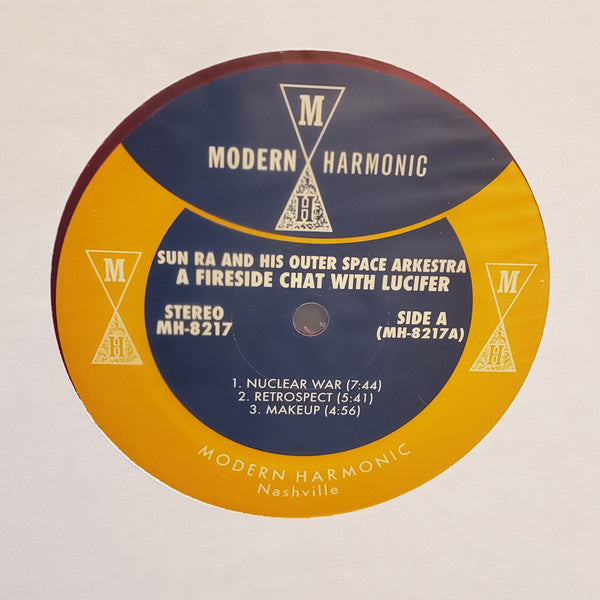 M
MODERN HARMONIC
H
SUN RA AND HIS OUTER SPACE ARKESTRA
A FIRESIDE CHAT WITH LUCIFER
M
H
M
H
STEREO
MH-8217
SIDE A
(MH-8217A)
1. NUCLEAR WAR (7:44)
2. RETROSPECT (5:41)
3. MAKEUP (4:56)
MODERN HARMONIC
Nashville